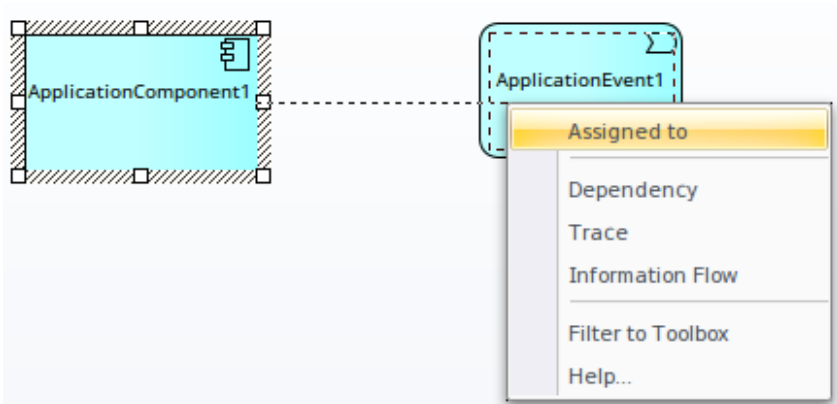 ApplicationComponent1
ApplicationEvent1
Assigned to
Dependency
Trace
Information Flow
Filter to Toolbox
Help...